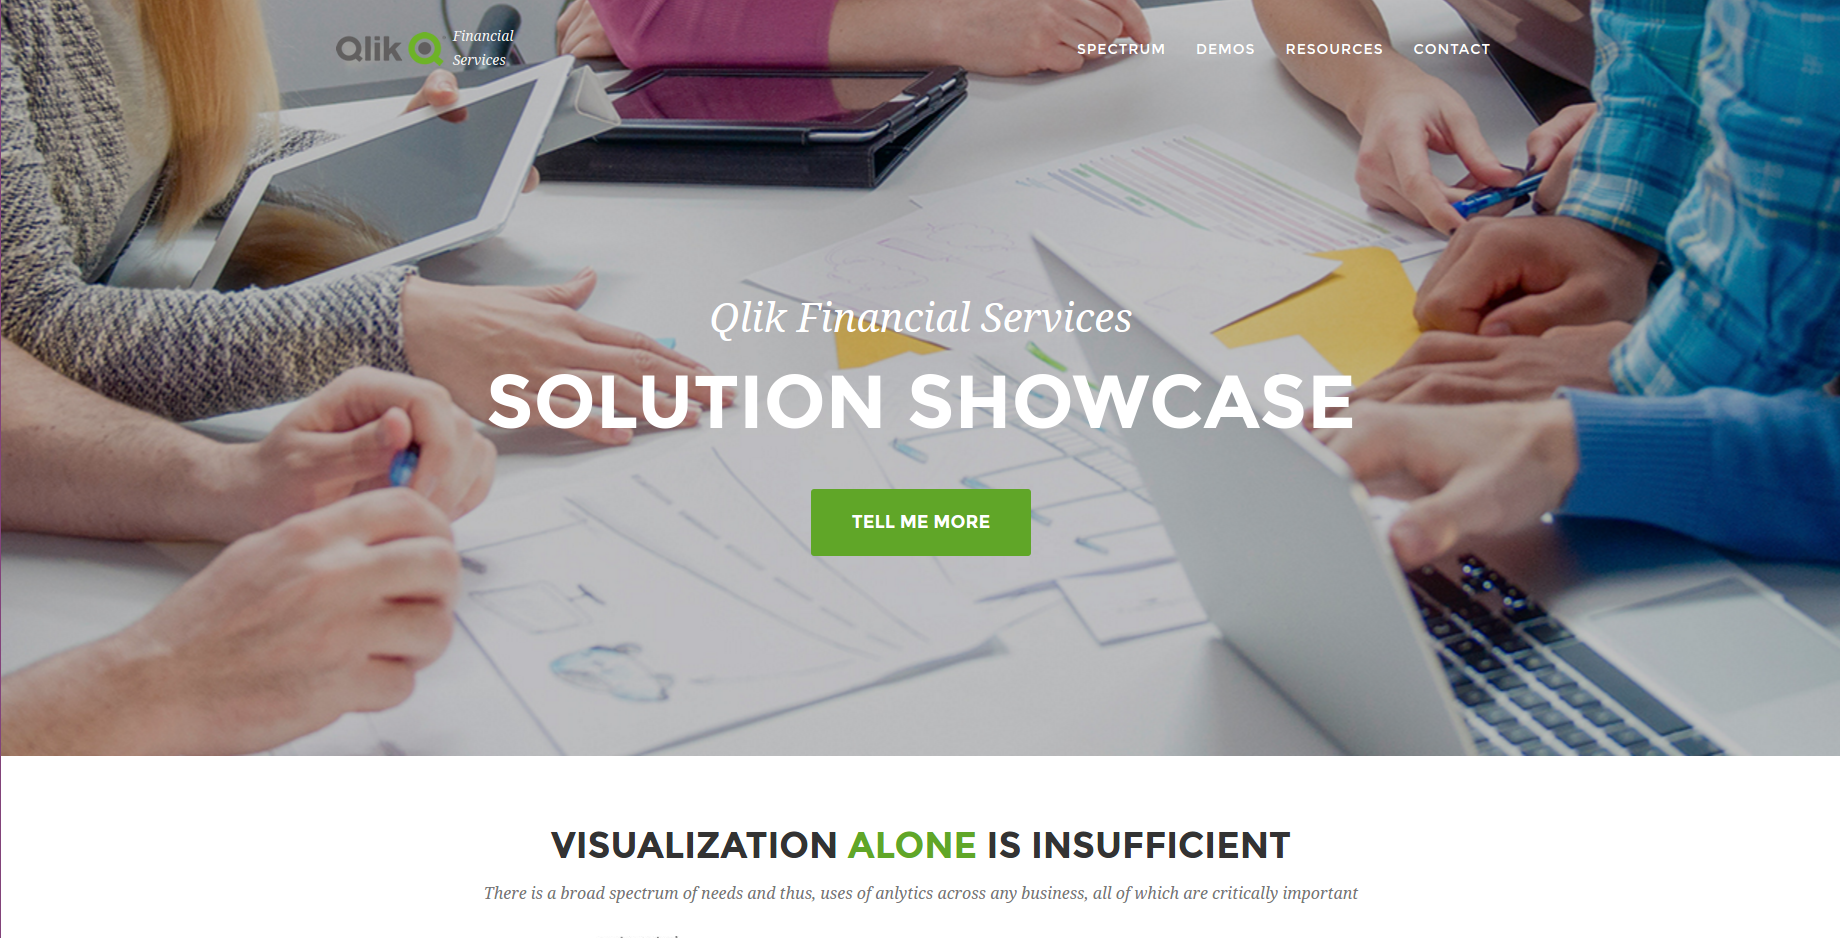 Qlik
Financial
Services
SPECTRUM DEMOS RESOURCES CONTACT
Qlik Financial Services
SOLUTION SHOWCASE
TELL ME MORE
VISUALIZATION ALONE IS INSUFFICIENT
There is a broad spectrum of needs and thus, uses of anlytics across any business, all of which are critically important